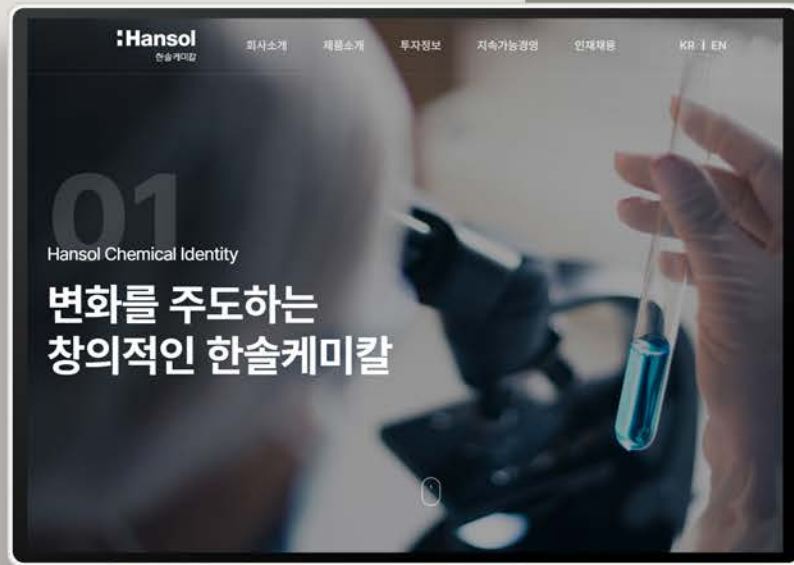 Hansol
한솔케미칼
회사소개 제품소개 투자정보 지속가능경영 인재채용 KR | EN
01
Hansol Chemical Identity
변화를 주도하는
창의적인 한솔케미칼